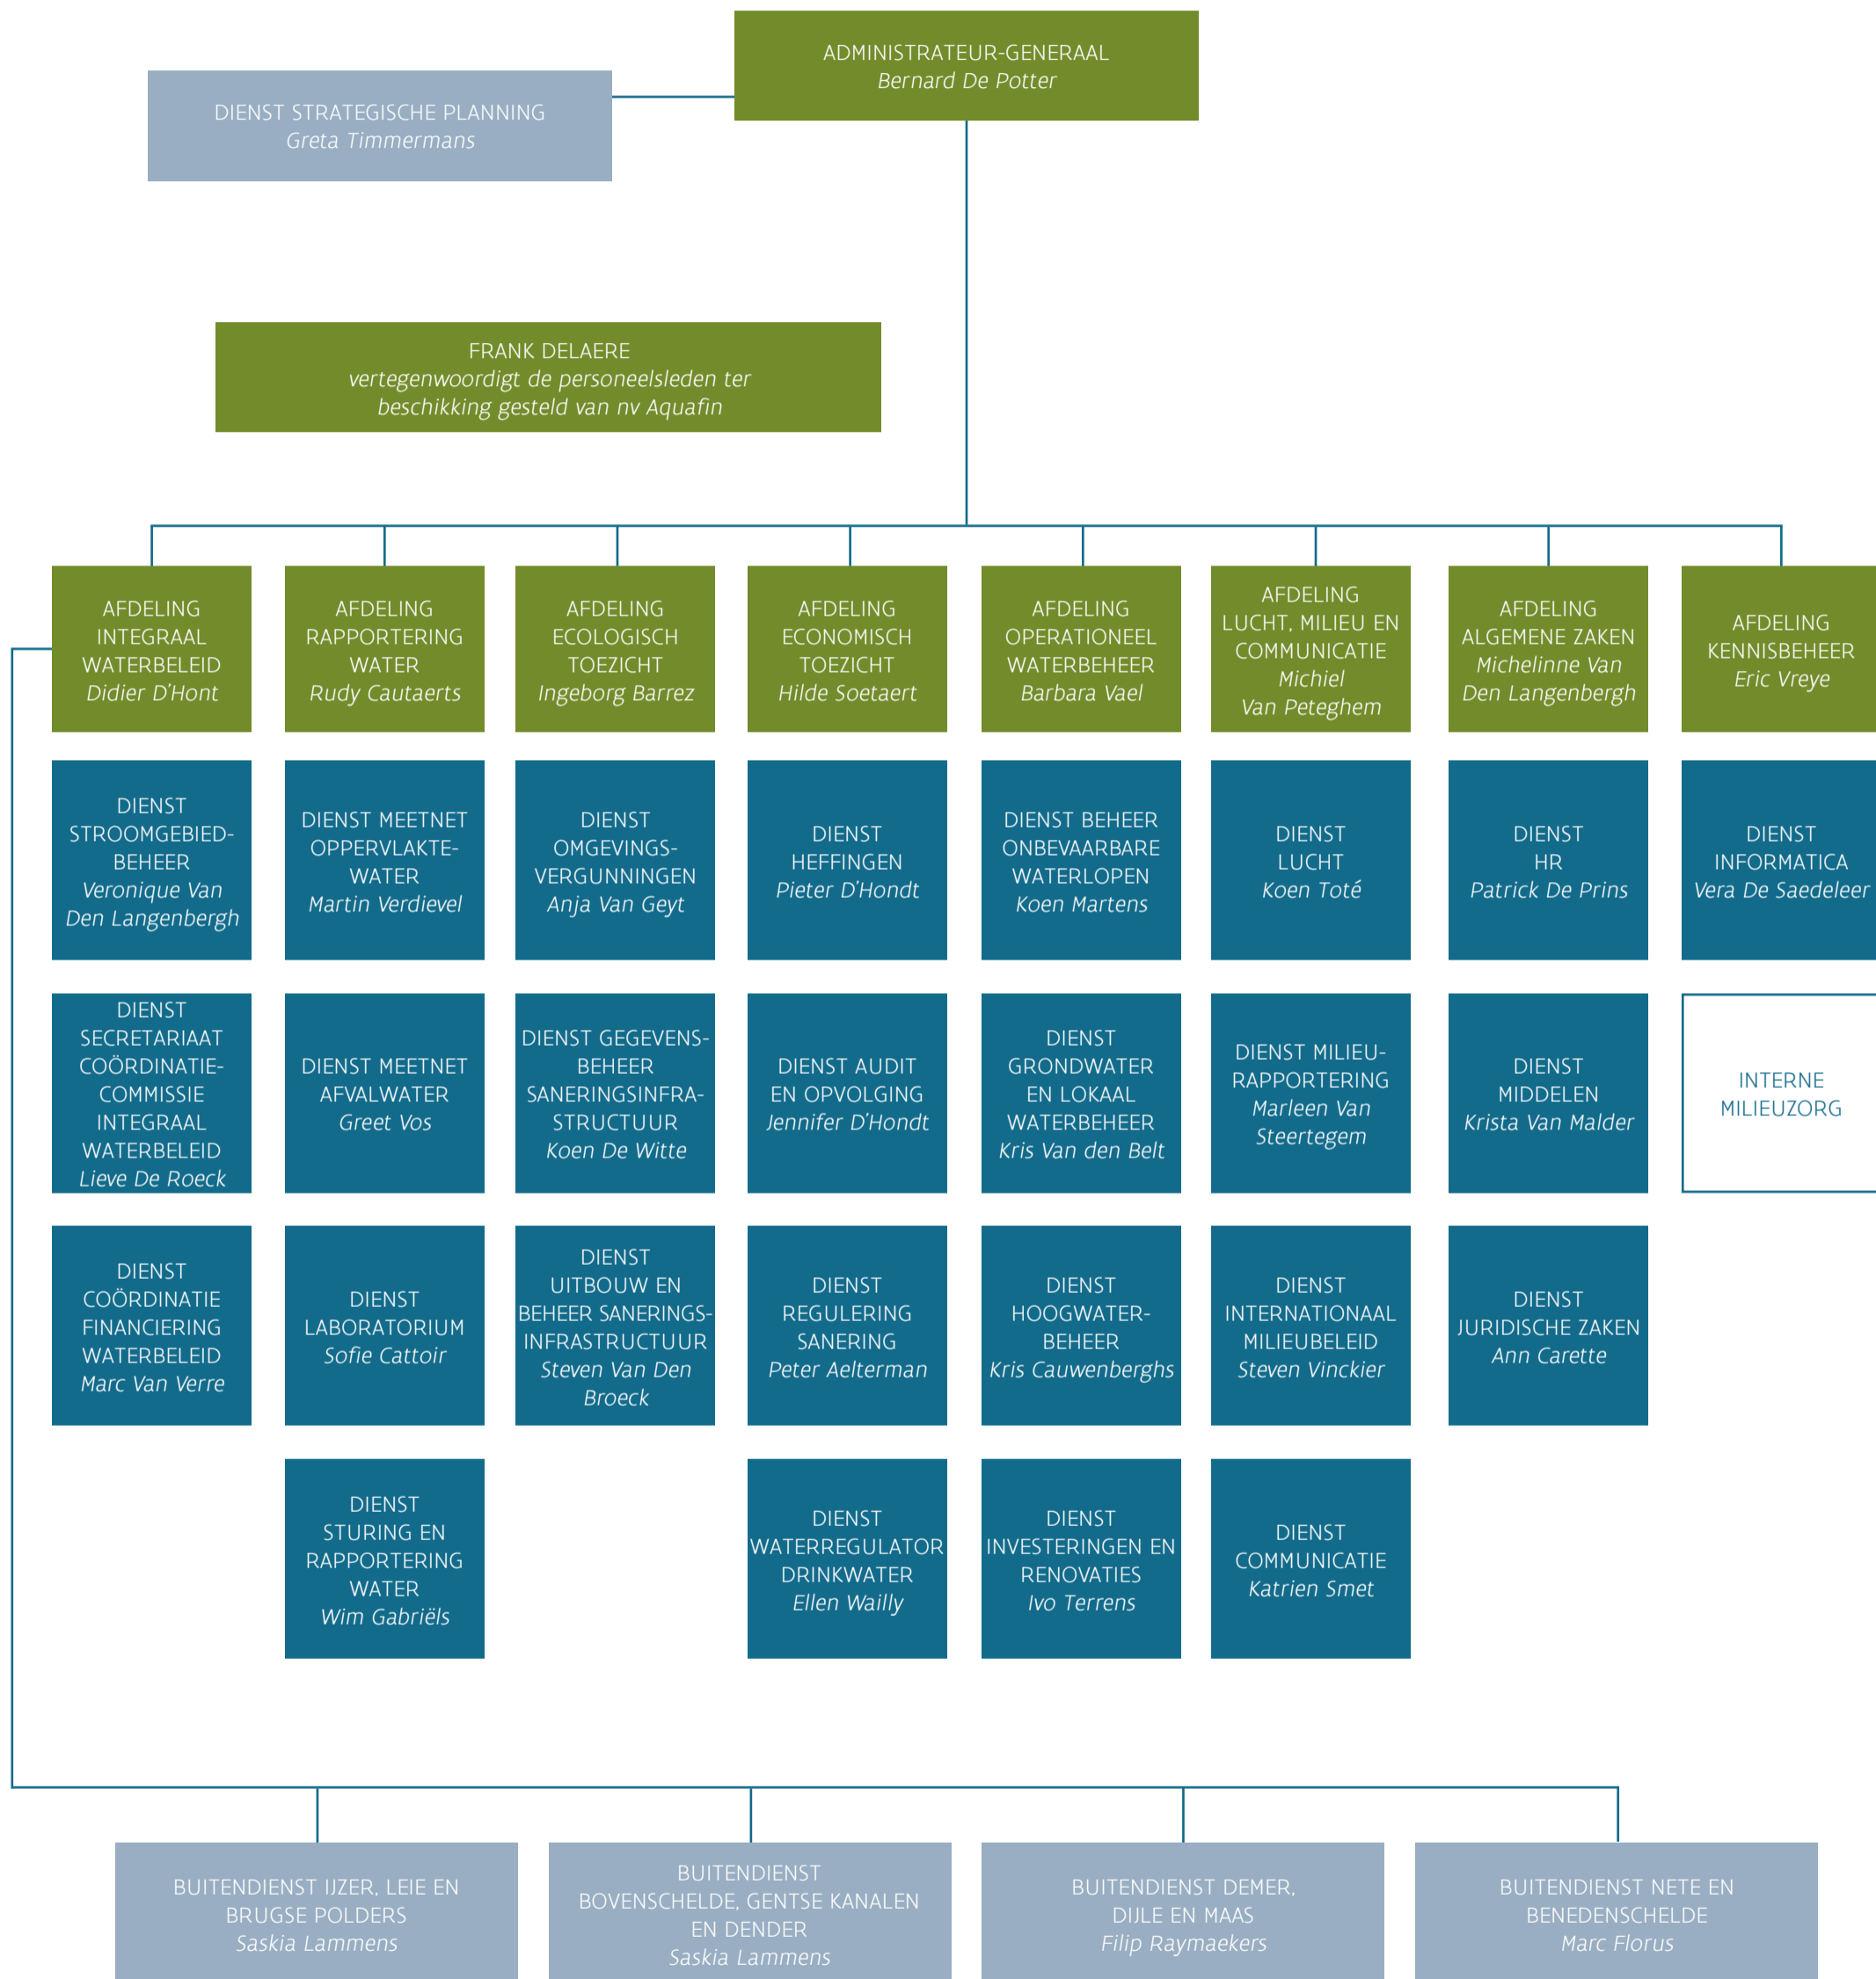 ADMINISTRATEUR-GENERAAL
Bernard De Potter
DIENST STRATEGISCHE PLANNING
Greta Timmermans
FRANK DELAERE
vertegenwoordigt de personeelsleden ter
beschikking gesteld van nv Aquafin
AFDELING
INTEGRAAL
WATERBELEID
Didier D'Hont
AFDELING
RAPPORTERING
WATER
Rudy Cautaerts
AFDELING
ECOLOGISCH
TOEZICHT
Ingeborg Barrez
AFDELING
ECONOMISCH
TOEZICHT
Hilde Soetaert
AFDELING
OPERATIONEEL
WATERBEHEER
Barbara Vael
AFDELING
LUCHT, MILIEU EN
COMMUNICATIE
Michiel
Van Peteghem
AFDELING
ALGEMENE ZAKEN
Michelinne Van
Den Langenbergh
AFDELING
KENNISBEHEER
Eric Vreye
DIENST
STROOMGEBIED-
BEHEER
Veronique Van
Den Langenbergh
DIENST MEETNET
OPPERVLAKTE-
WATER
Martin Verdievel
DIENST
OMGEVINGS-
VERGUNNINGEN
Anja Van Geyt
DIENST
HEFFINGEN
Pieter D'Hondt
DIENST BEHEER
ONBEVAARBARE
WATERLOPEN
Koen Martens
DIENST
LUCHT
Koen Toté
DIENST
HR
Patrick De Prins
DIENST
INFORMATICA
Vera De Saedeleer
DIENST
SECRETARIAAT
COÖRDINATIE-
COMMISSIE
INTEGRAAL
WATERBELEID
Lieve De Roeck
DIENST MEETNET
AFVALWATER
Greet Vos
DIENST GEGEVENS-
BEHEER
SANERINGSINFRA-
STRUCTUUR
Koen De Witte
DIENST AUDIT
EN OPVOLGING
Jennifer D'Hondt
DIENST
GRONDWATER
EN LOKAAL
WATERBEHEER
Kris Van den Belt
DIENST MILIEU-
RAPPORTERING
Marleen Van
Steertegem
DIENST
MIDDELEN
Krista Van Malder
INTERNE
MILIEUZORG
DIENST
COÖRDINATIE
FINANCIERING
WATERBELEID
Marc Van Verre
DIENST
LABORATORIUM
Sofie Cattoir
DIENST
UITBOUW EN
BEHEER SANERINGS-
INFRASTRUCTUUR
Steven Van Den
Broeck
DIENST
REGULERING
SANERING
Peter Aelterman
DIENST
HOOGWATER-
BEHEER
Kris Cauwenberghs
DIENST
INTERNATIONAAL
MILIEUBELEID
Steven Vinckier
DIENST
JURIDISCHE ZAKEN
Ann Carette
DIENST
STURING EN
RAPPORTERING
WATER
Wim Gabriëls
DIENST
WATERREGULATOR
DRINKWATER
Ellen Wailly
DIENST
INVESTERINGEN EN
RENOVATIES
Ivo Terrens
DIENST
COMMUNICATIE
Katrien Smet
BUITENDIENST IJZER, LEIE EN
BRUGSE POLDERS
Saskia Lammens
BUITENDIENST
BOVENSCHELDE, GENTSE KANALEN
EN DENDER
Saskia Lammens
BUITENDIENST DEMER,
DIJLE EN MAAS
Filip Raymaekers
BUITENDIENST NETE EN
BENEDENSCHELDE
Marc Florus